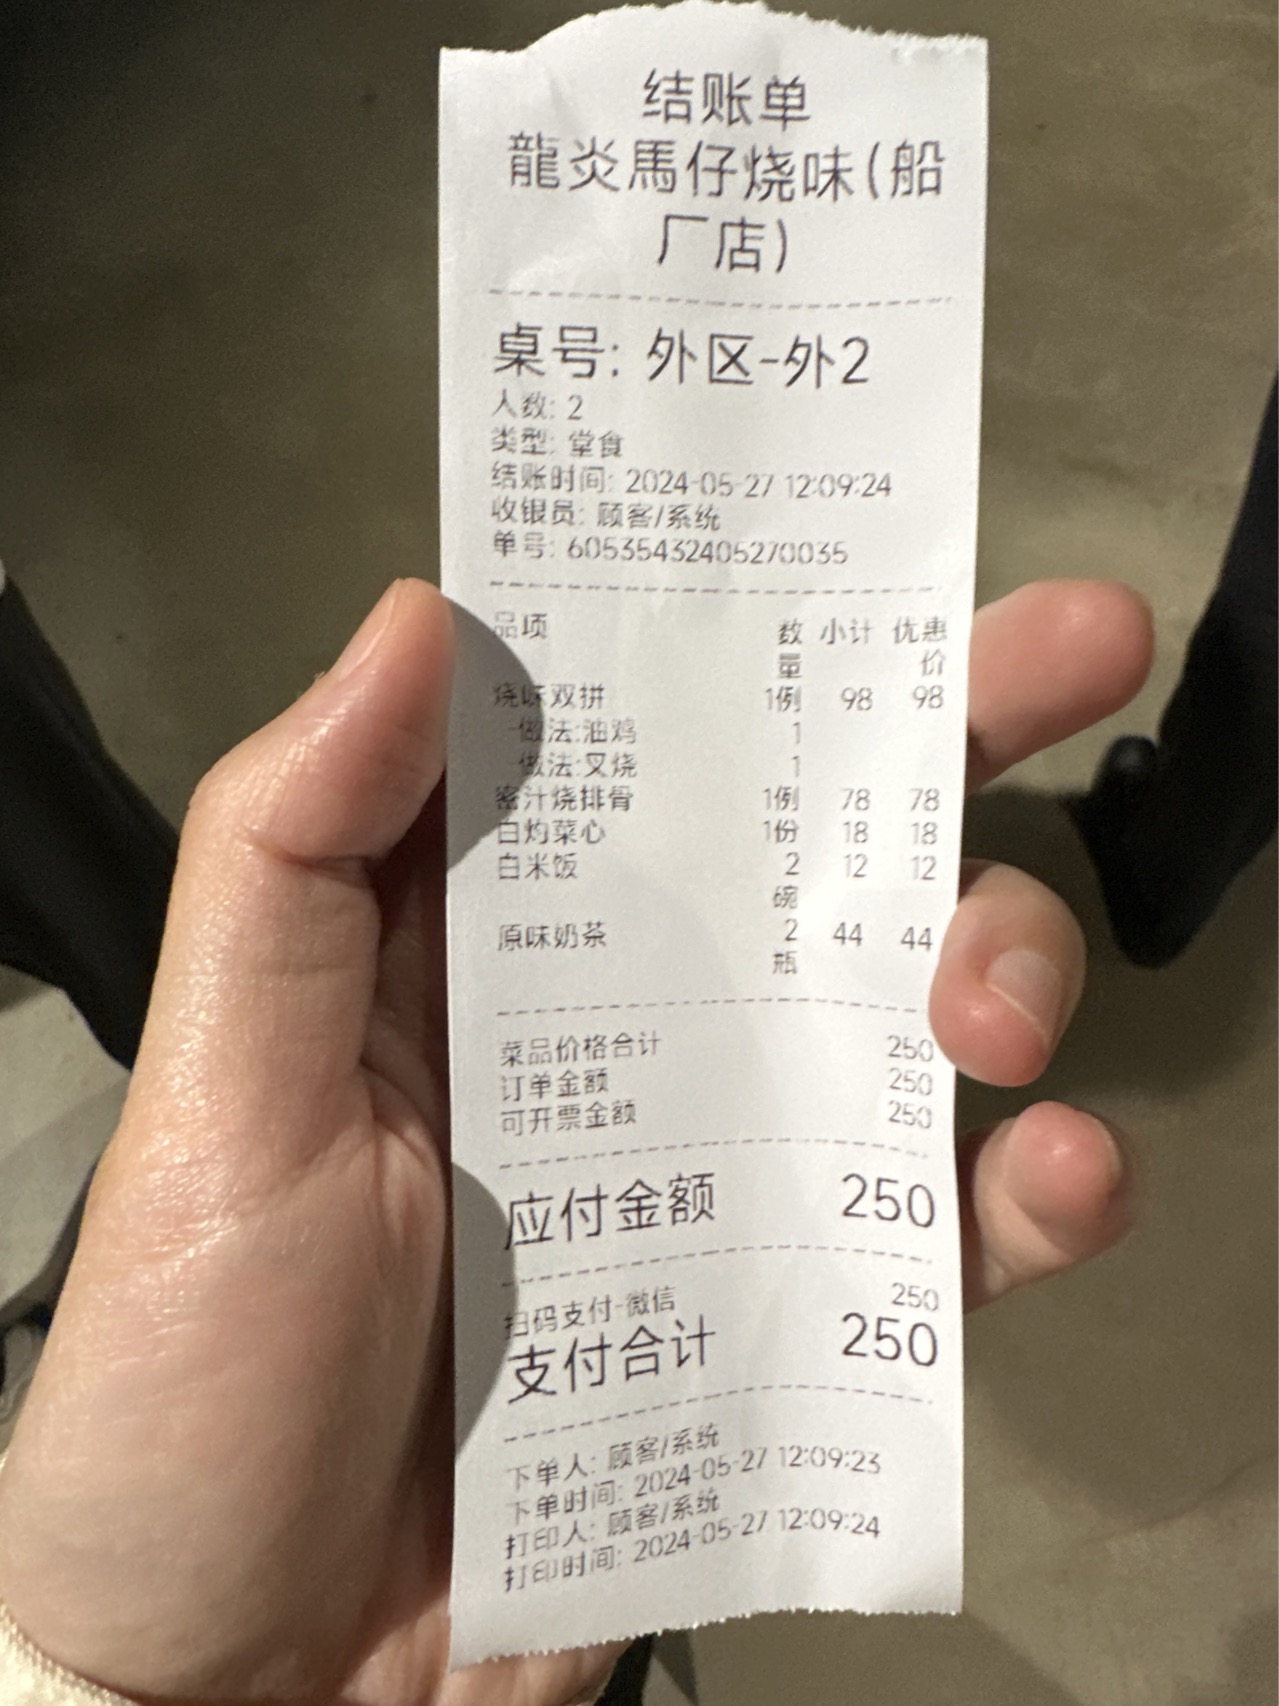 结账单
龍炎馬仔烧味(船
厂店)
桌号: 外区-外2
人数: 2
类型: 堂食
结账时间: 2024-05-27 12:09:24
收银员: 顾客/系统
单号: 60535432405270035
品项 数量 小计 优惠价
烧味双拼 1例 98 98
-做法:油鸡 1
-做法:叉烧 1
密汁烧排骨 1例 78 78
白灼菜心 1份 18 18
白米饭 2碗 12 12
原味奶茶 2瓶 44 44
菜品价格合计 250
订单金额 250
可开票金额 250
应付金额 250
扫码支付-微信 250
支付合计 250
下单人: 顾客/系统
下单时间: 2024-05-27 12:09:23
打印人: 顾客/系统
打印时间: 2024-05-27 12:09:24